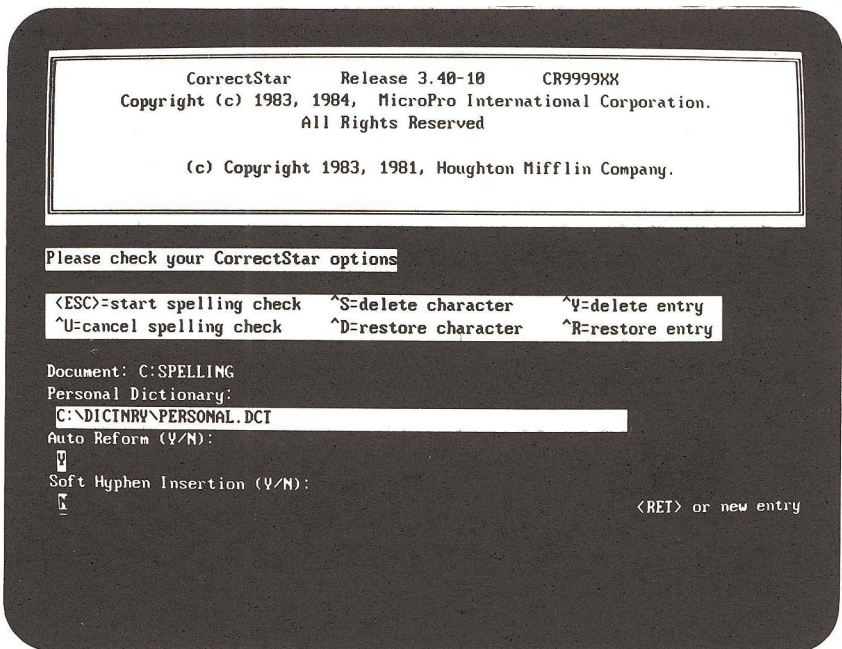 CorrectStar Release 3.40-10 CR9999XX
Copyright (c) 1983, 1984, MicroPro International Corporation.
All Rights Reserved
(c) Copyright 1983, 1981, Houghton Mifflin Company.
Please check your CorrectStar options
<ESC>=start spelling check ^S=delete character ^Y=delete entry
^U=cancel spelling check ^D=restore character ^R=restore entry
Document: C:SPELLING
Personal Dictionary:
C:\DICTNRY\PERSONAL.DCT
Auto Reform (Y/N):
Y
Soft Hyphen Insertion (Y/N):
<RET> or new entry